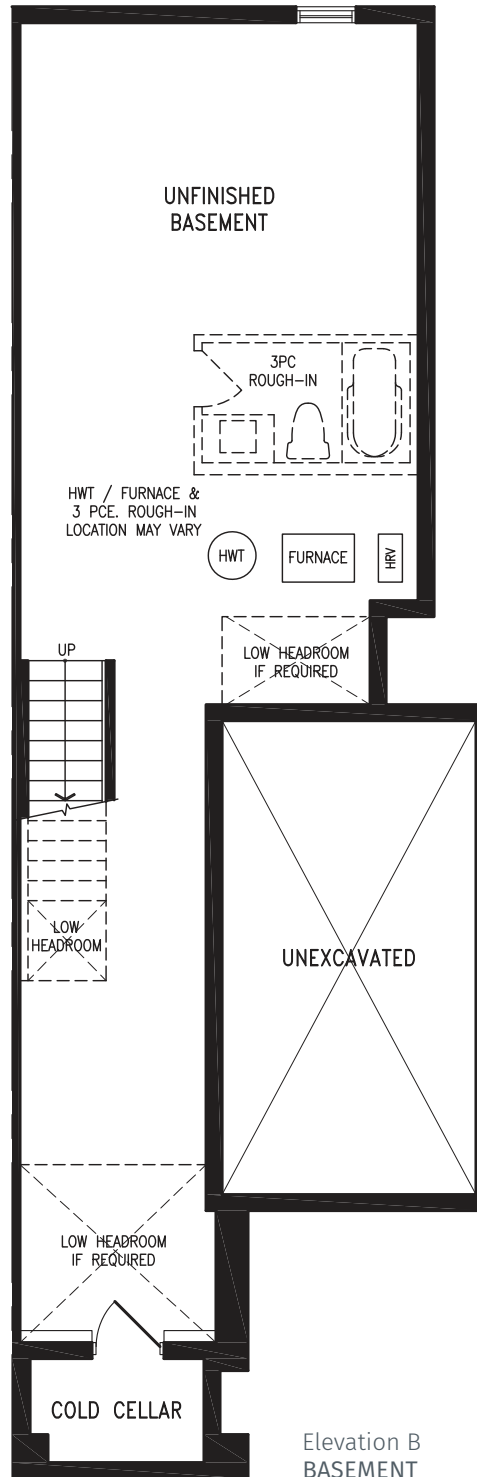 UNFINISHED
BASEMENT
3PC
ROUGH-IN
HWT / FURNACE &
3 PCE. ROUGH-IN
LOCATION MAY VARY
HWT
FURNACE
HRV
UP
LOW HEADROOM
IF REQUIRED
LOW
HEADROOM
UNEXCAVATED
LOW HEADROOM
IF REQUIRED
COLD CELLAR
Elevation B
BASEMENT